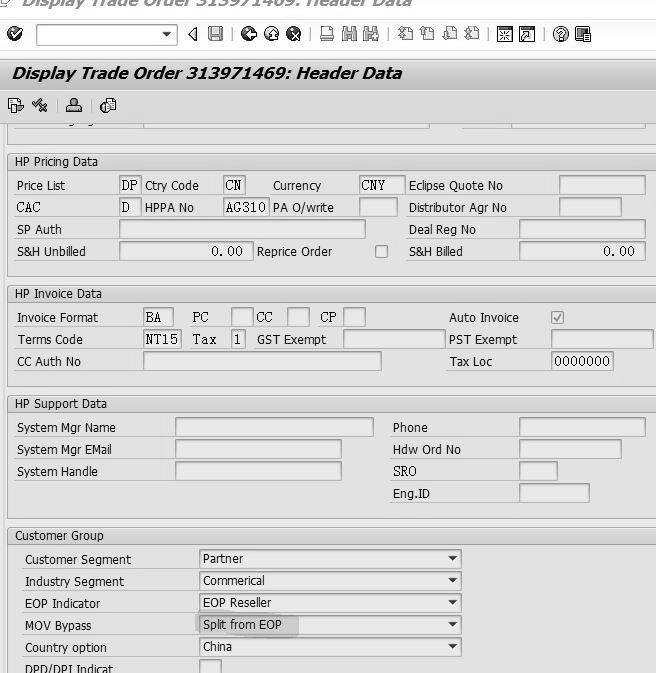 Display Trade Order 313971469: Header Data
Display Trade Order 313971469: Header Data
HP Pricing Data
Price List DP Ctry Code CN Currency CNY Eclipse Quote No
CAC D HPPA No AG310 PA O/write Distributor Agr No
SP Auth Deal Reg No
S&H Unbilled 0.00 Reprice Order S&H Billed 0.00
HP Invoice Data
Invoice Format BA PC CC CP Auto Invoice
Terms Code NT15 Tax 1 GST Exempt PST Exempt
CC Auth No Tax Loc 0000000
HP Support Data
System Mgr Name Phone
System Mgr EMail Hdw Ord No
System Handle SRO
Eng.ID
Customer Group
Customer Segment Partner
Industry Segment Commerical
EOP Indicator EOP Reseller
MOV Bypass Split from EOP
Country option China
DPD/DPI Indicat